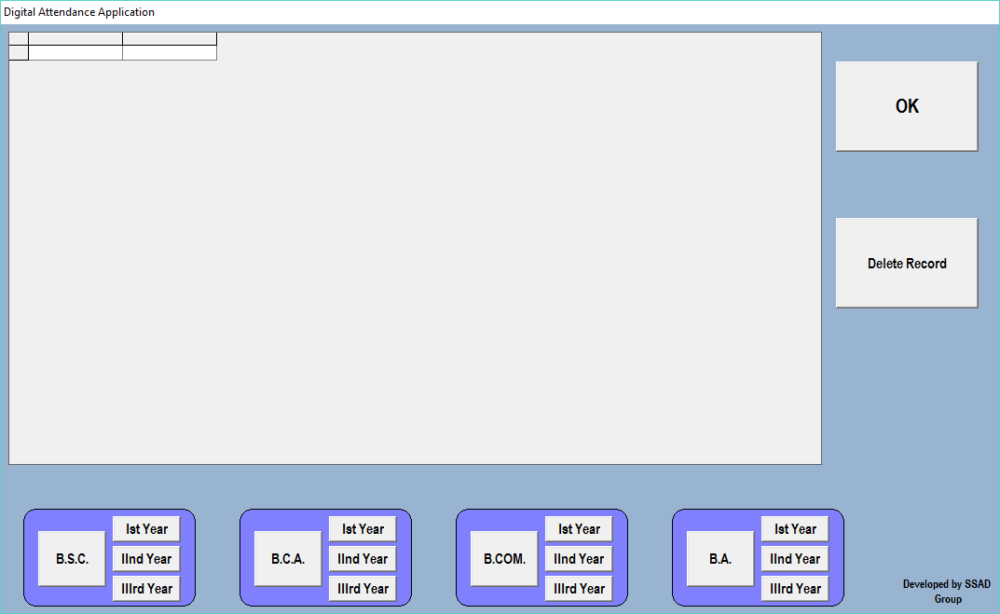 Digital Attendance Application
OK
Delete Record
B.S.C.
Ist Year
IInd Year
IIIrd Year
B.C.A.
Ist Year
IInd Year
IIIrd Year
B.COM.
Ist Year
IInd Year
IIIrd Year
B.A.
Ist Year
IInd Year
IIIrd Year
Developed by SSAD
Group